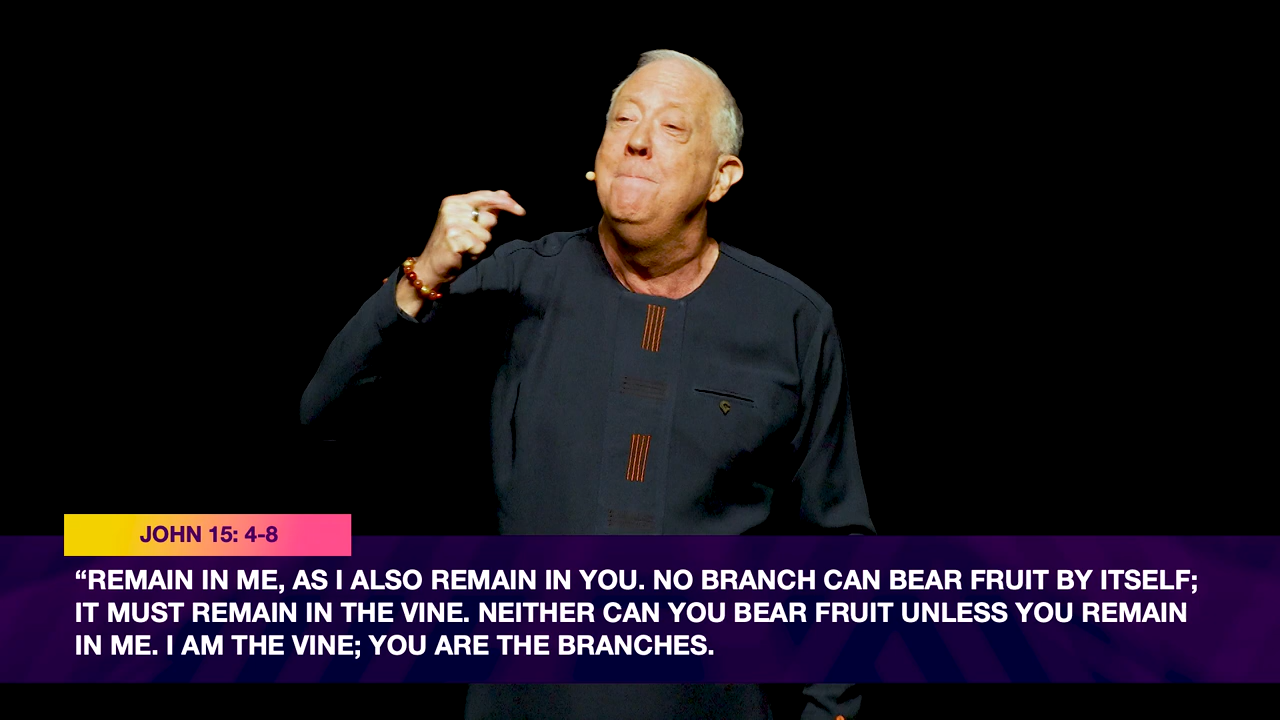 JOHN 15: 4-8
“REMAIN IN ME, AS I ALSO REMAIN IN YOU. NO BRANCH CAN BEAR FRUIT BY ITSELF;
IT MUST REMAIN IN THE VINE. NEITHER CAN YOU BEAR FRUIT UNLESS YOU REMAIN
IN ME. I AM THE VINE; YOU ARE THE BRANCHES.